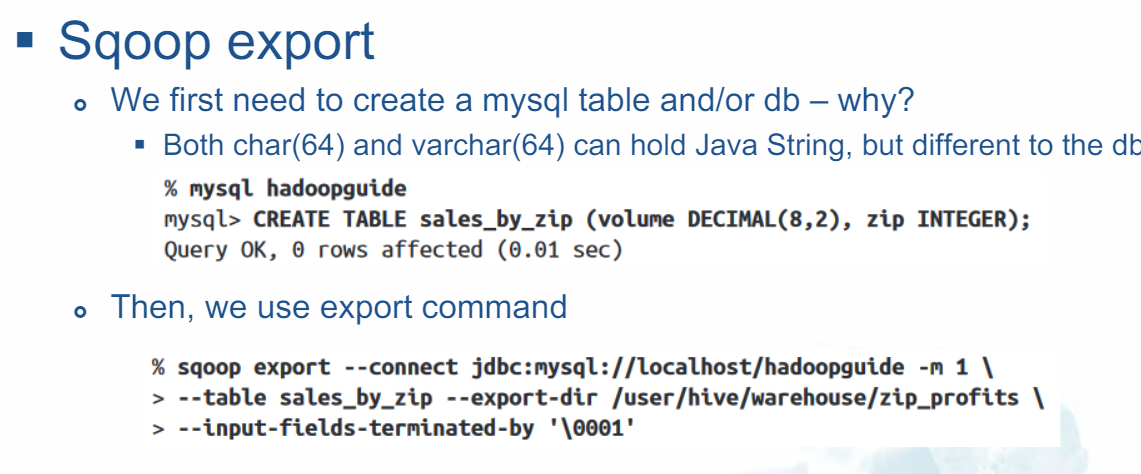 ▪ Sqoop export
o We first need to create a mysql table and/or db – why?
▪ Both char(64) and varchar(64) can hold Java String, but different to the db
% mysql hadoopguide
mysql> CREATE TABLE sales_by_zip (volume DECIMAL(8,2), zip INTEGER);
Query OK, 0 rows affected (0.01 sec)
o Then, we use export command
% sqoop export --connect jdbc:mysql://localhost/hadoopguide -m 1 \
> --table sales_by_zip --export-dir /user/hive/warehouse/zip_profits \
> --input-fields-terminated-by '\0001'